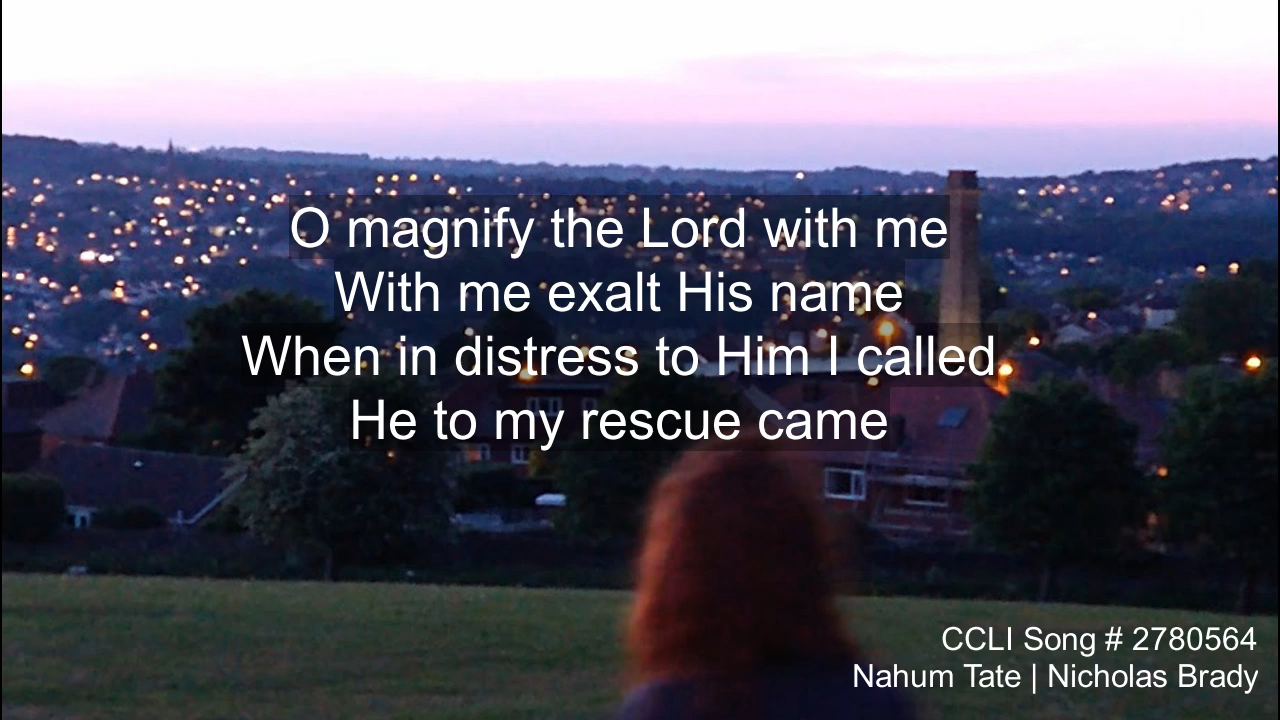 O magnify the Lord with me
With me exalt His name
When in distress to Him I called
He to my rescue came
CCLI Song # 2780564
Nahum Tate | Nicholas Brady